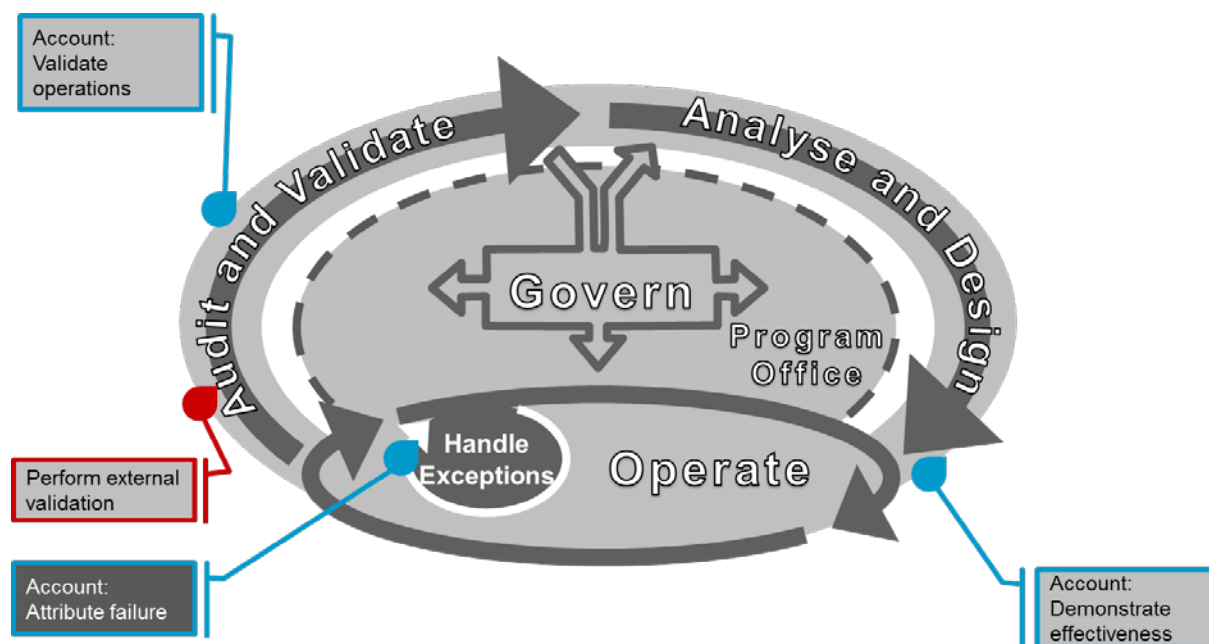 Account:
Validate
operations
Audit and Validate
Analyse and Design
Govern
Program
Office
Handle
Exceptions
Operate
Perform external
validation
Account:
Attribute failure
Account:
Demonstrate
effectiveness